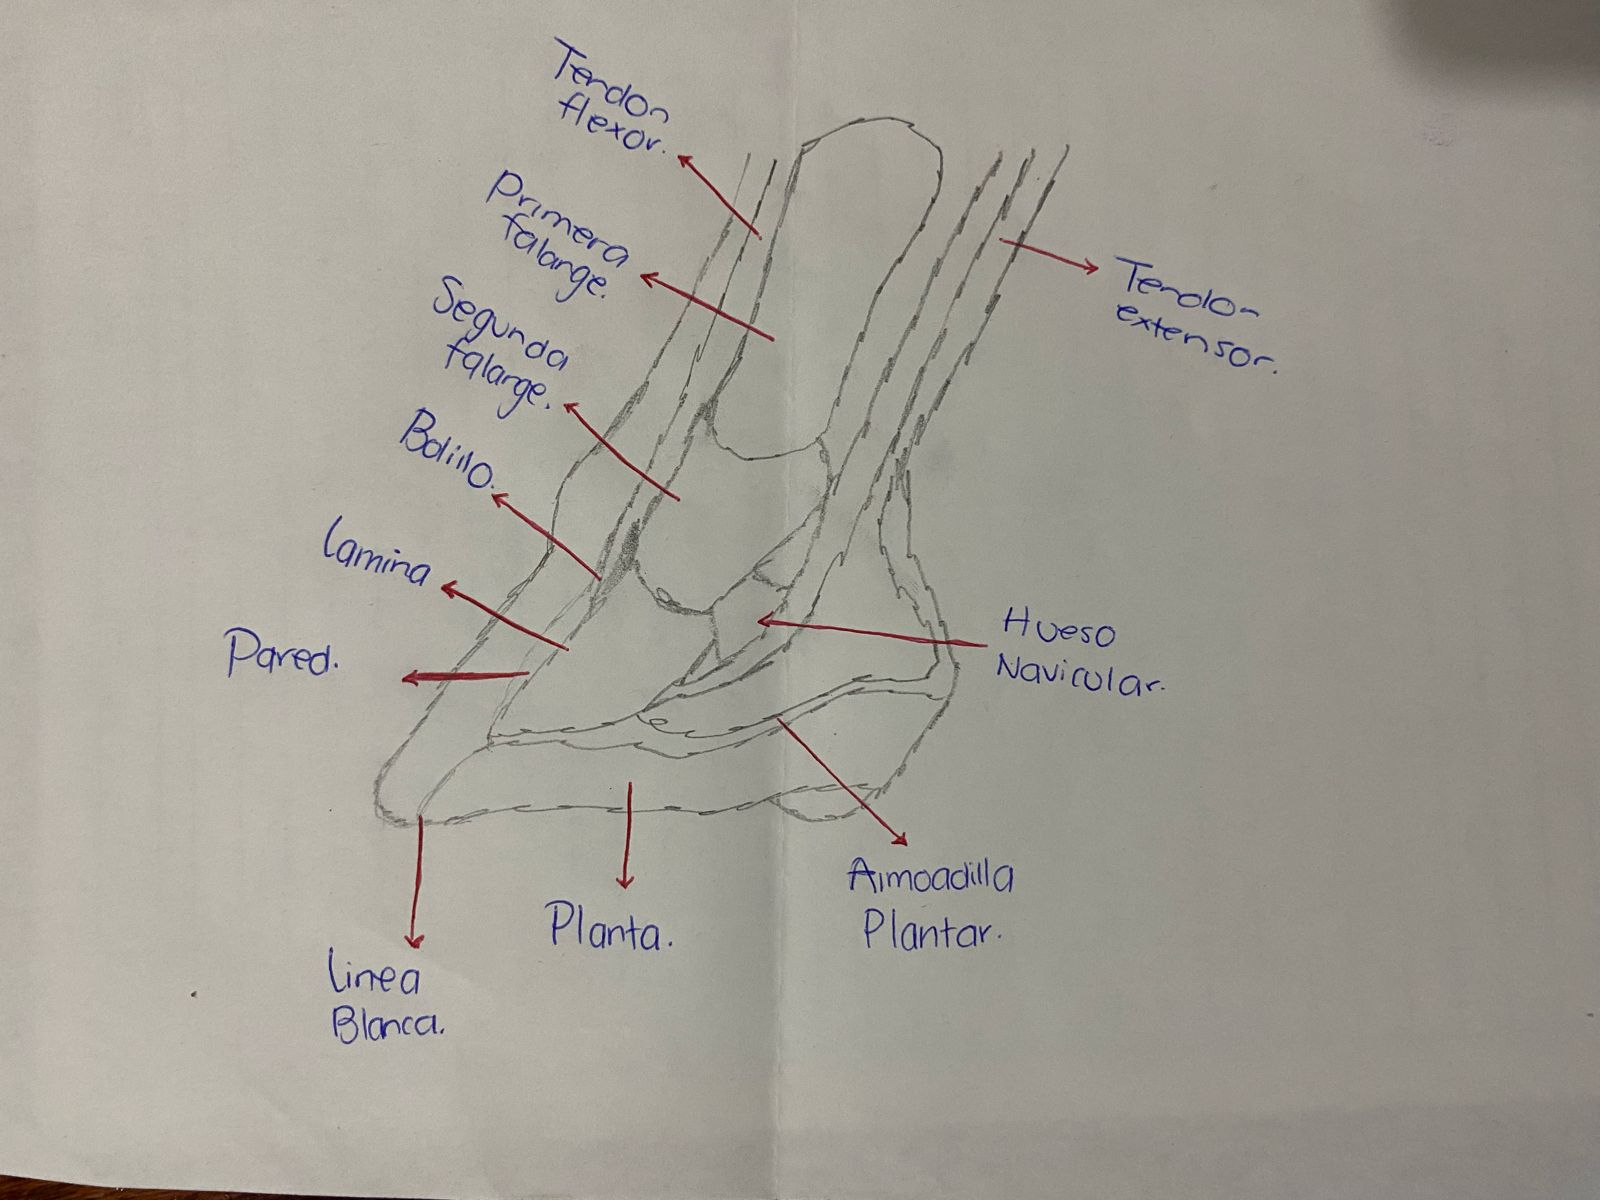 Tendon
flexor.
Primera
falange.
Segunda
falange.
Bolillo.
Lamina
Pared.
Tendon
extensor.
Hueso
Navicular.
Almoadilla
Plantar.
Planta.
Linea
Blanca.